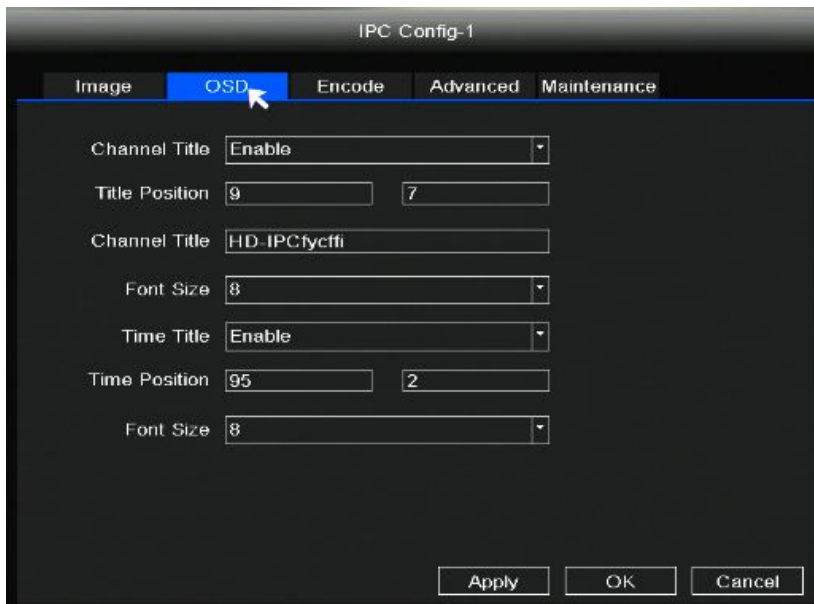 IPC Config-1
Image OSD Encode Advanced Maintenance
Channel Title Enable
Title Position 9 7
Channel Title HD-IPCfycffi
Font Size 8
Time Title Enable
Time Position 95 2
Font Size 8
Apply OK Cancel